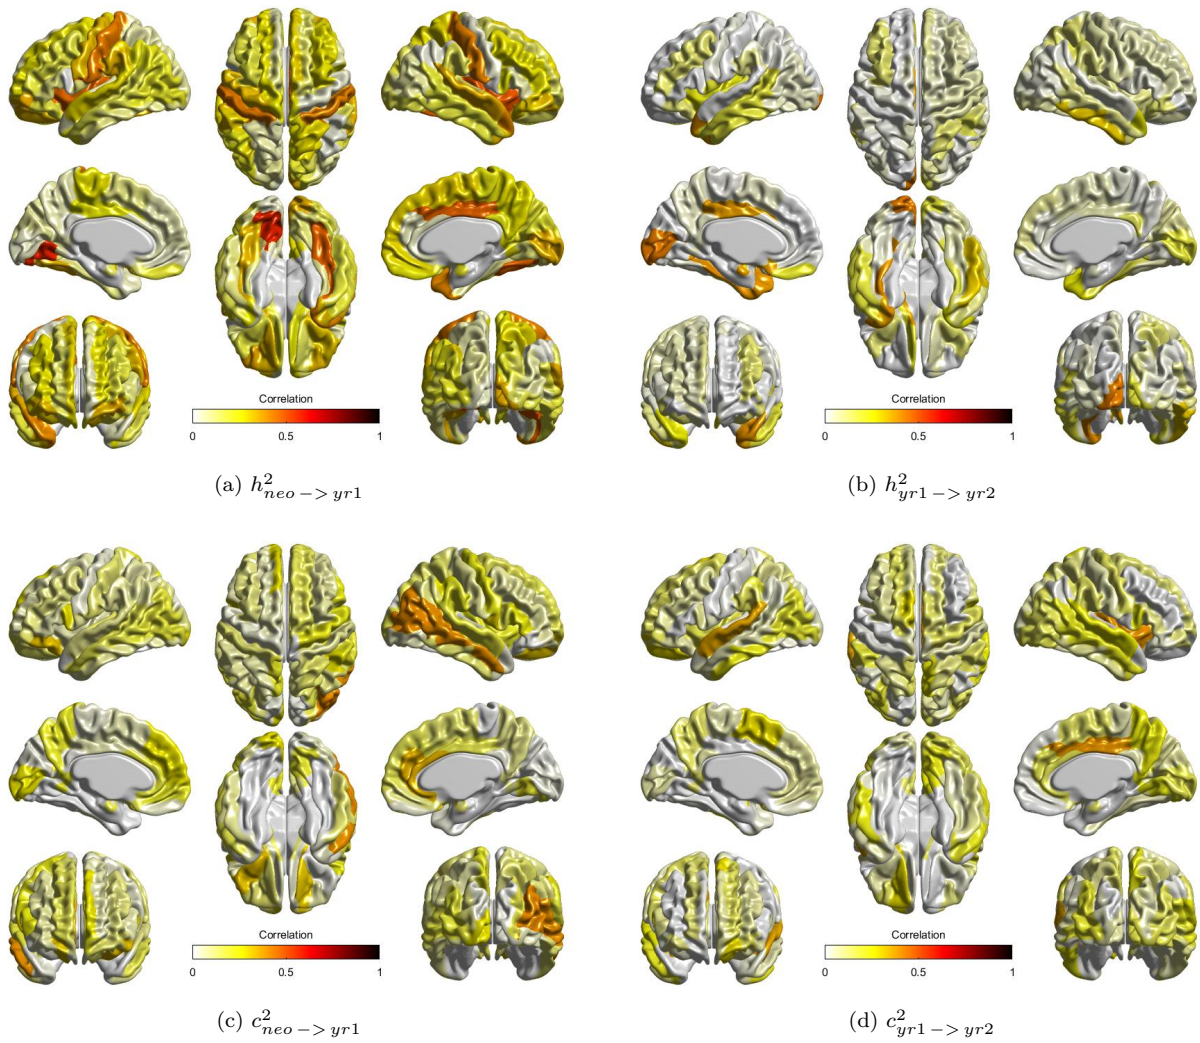 Correlation
0 0.5 1
(a) h²neo −> yr1
Correlation
0 0.5 1
(b) h²yr1 −> yr2
Correlation
0 0.5 1
(c) c²neo −> yr1
Correlation
0 0.5 1
(d) c²yr1 −> yr2